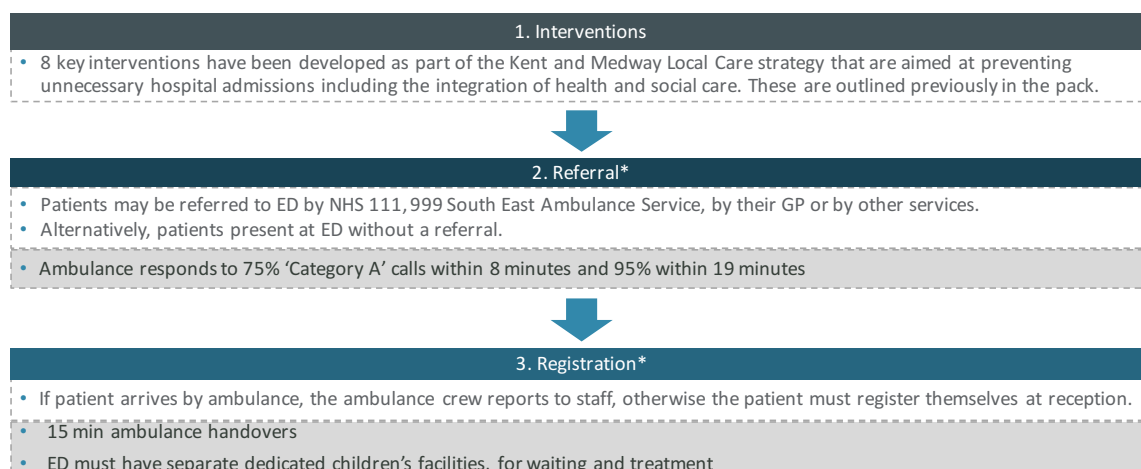 1. Interventions
• 8 key interventions have been developed as part of the Kent and Medway Local Care strategy that are aimed at preventing
unnecessary hospital admissions including the integration of health and social care. These are outlined previously in the pack.
2. Referral*
• Patients may be referred to ED by NHS 111,999 South East Ambulance Service, by their GP or by other services.
• Alternatively, patients present at ED without a referral.
• Ambulance responds to 75% ‘Category A’ calls within 8 minutes and 95% within 19 minutes
3. Registration*
• If patient arrives by ambulance, the ambulance crew reports to staff, otherwise the patient must register themselves at reception.
• 15 min ambulance handovers
• ED must have separate dedicated children’s facilities, for waiting and treatment